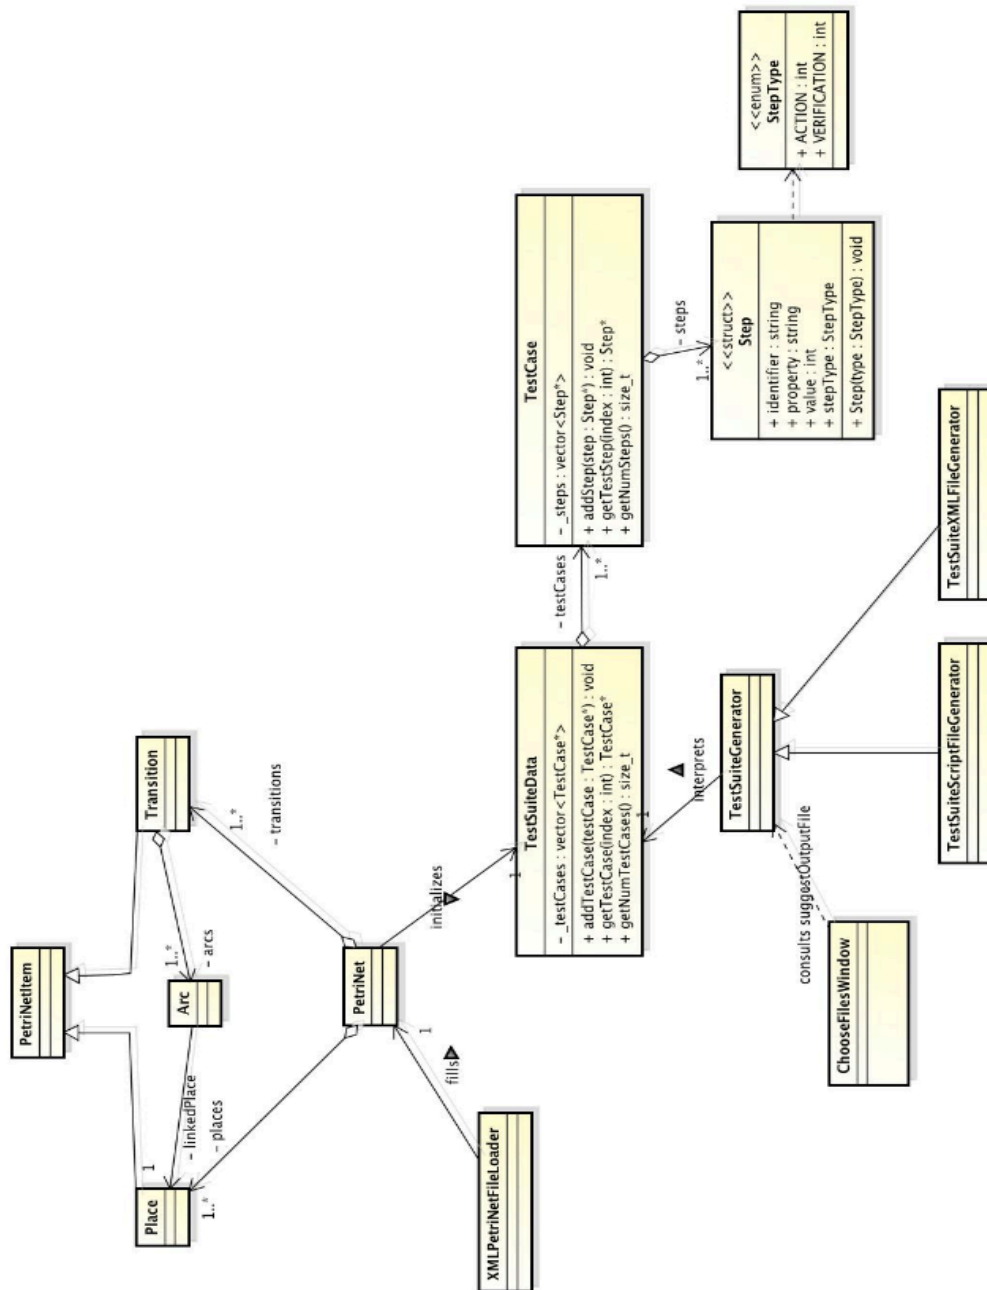 PetriNetItem
Place
Arc
Transition
1
- linkedPlace
1..*
- arcs
1..*
- places
1..*
- transitions
PetriNet
1
fills
initializes
XMLPetriNetFileLoader
1
TestSuiteData
- _testCases : vector<TestCase*>
+ addTestCase(testCase : TestCase*) : void
+ getTestCase(index : int) : TestCase*
+ getNumTestCases() : size_t
- testCases
1..*
TestCase
- _steps : vector<Step*>
+ addStep(step : Step*) : void
+ getTestStep(index : int) : Step*
+ getNumSteps() : size_t
1
interprets
1..*
- steps
<<struct>>
Step
+ identifier : string
+ property : string
+ value : int
+ stepType : StepType
+ Step(type : StepType) : void
<<enum>>
StepType
+ ACTION : int
+ VERIFICATION : int
TestSuiteGenerator
consults suggestOutputFile
ChooseFilesWindow
TestSuiteScriptFileGenerator
TestSuiteXMLFileGenerator